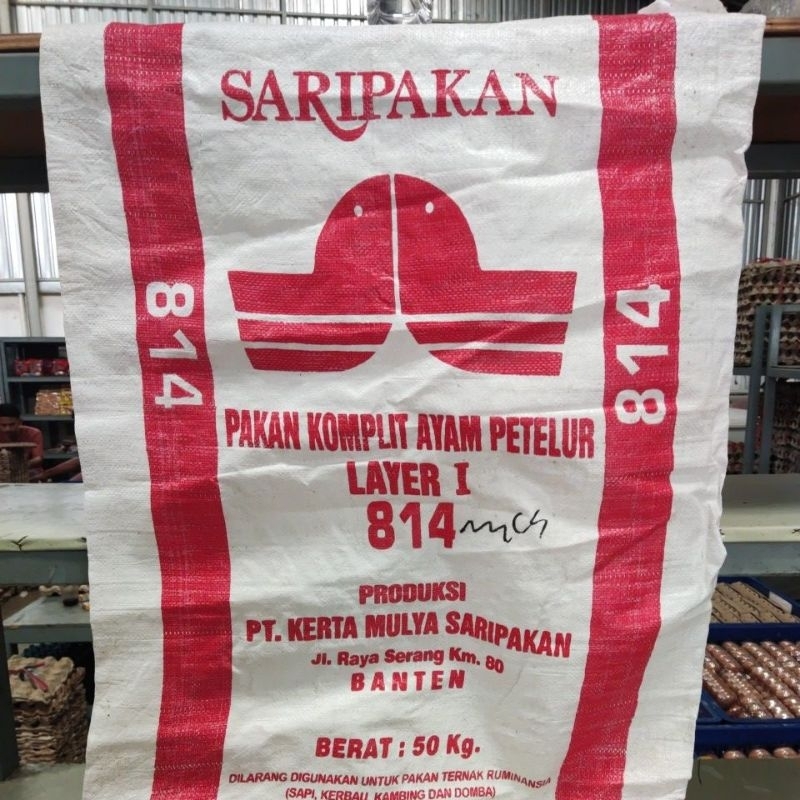 SARIPAKAN
814
814
PAKAN KOMPLIT AYAM PETELUR
LAYER I
814
PRODUKSI
PT. KERTA MULYA SARIPAKAN
Jl. Raya Serang Km. 80
BANTEN
BERAT : 50 Kg.
DILARANG DIGUNAKAN UNTUK PAKAN TERNAK RUMINANSIA
(SAPI, KERBAU, KAMBING DAN DOMBA)